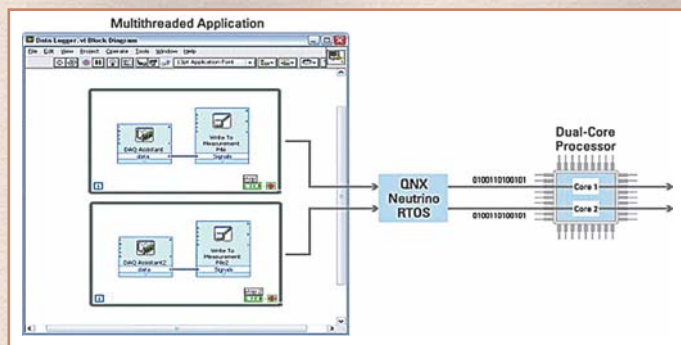 Multithreaded Application
Data Logger.vi Block Diagram
File Edit View Project Operate Tools Window Help
13pt Application Font
DAQ Assistant
data
Write To
Measurement
File
Signals
i
DAQ Assistant2
data
Write To
Measurement
File2
Signals
i
QNX
Neutrino
RTOS
0100110100101
0100110100101
Dual-Core
Processor
Core 1
Core 2